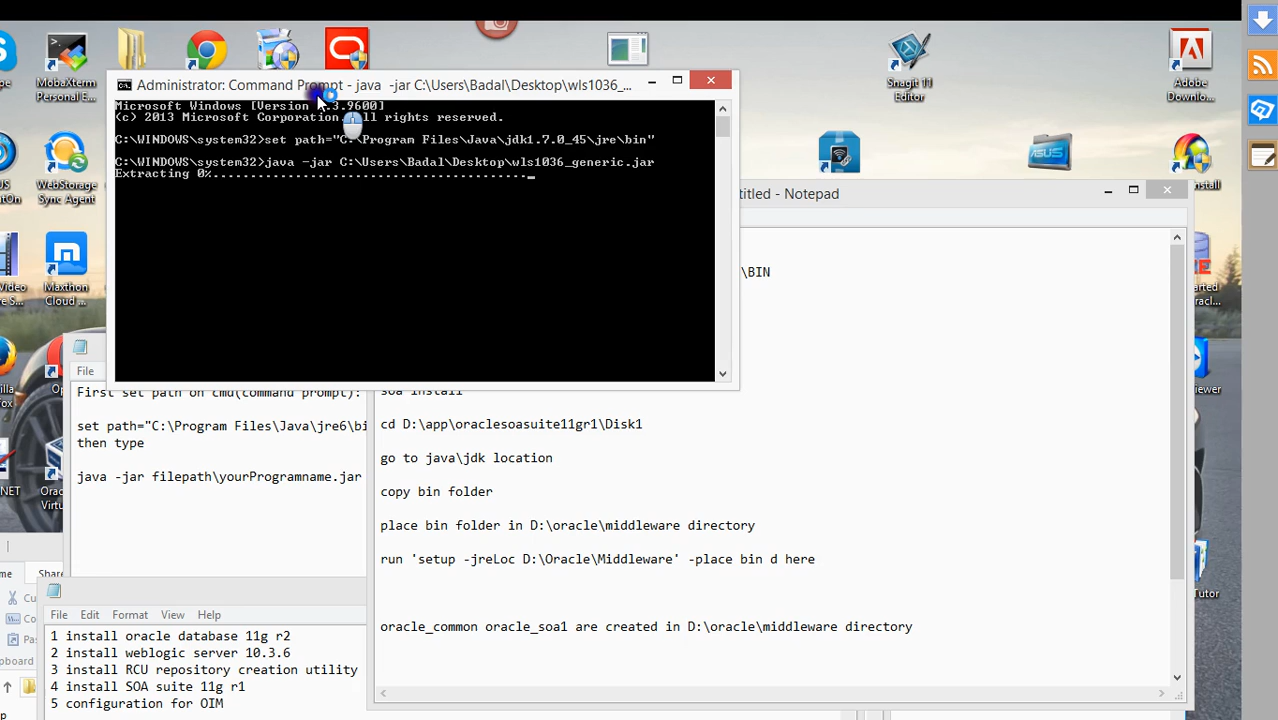 MobaXterm
Personal
Snagit 11
Editor
Adobe
Downlo...
Administrator: Command Prompt - java -jar C:\Users\Badal\Desktop\wls1036_...
Microsoft Windows [Version 6.3.9600]
(c) 2013 Microsoft Corporation. All rights reserved.
C:\WINDOWS\system32>set path="C:\Program Files\Java\jdk1.7.0_45\jre\bin"
C:\WINDOWS\system32>java -jar C:\Users\Badal\Desktop\wls1036_generic.jar
Extracting 0%.........................................._
ASUS
WebStorage
Sync Agent
Maxthon
Cloud ...
titled - Notepad
\BIN
soa install
cd D:\app\oraclesoasuite11gr1\Disk1
go to java\jdk location
copy bin folder
place bin folder in D:\oracle\middleware directory
run 'setup -jreLoc D:\Oracle\Middleware' -place bin d here
oracle_common oracle_soa1 are created in D:\oracle\middleware directory
File
First set path on cmd(command prompt):
set path="C:\Program Files\Java\jre6\bi
then type
java -jar filepath\yourProgramname.jar
File Edit Format View Help
1 install oracle database 11g r2
2 install weblogic server 10.3.6
3 install RCU repository creation utility
4 install SOA suite 11g r1
5 configuration for OIM